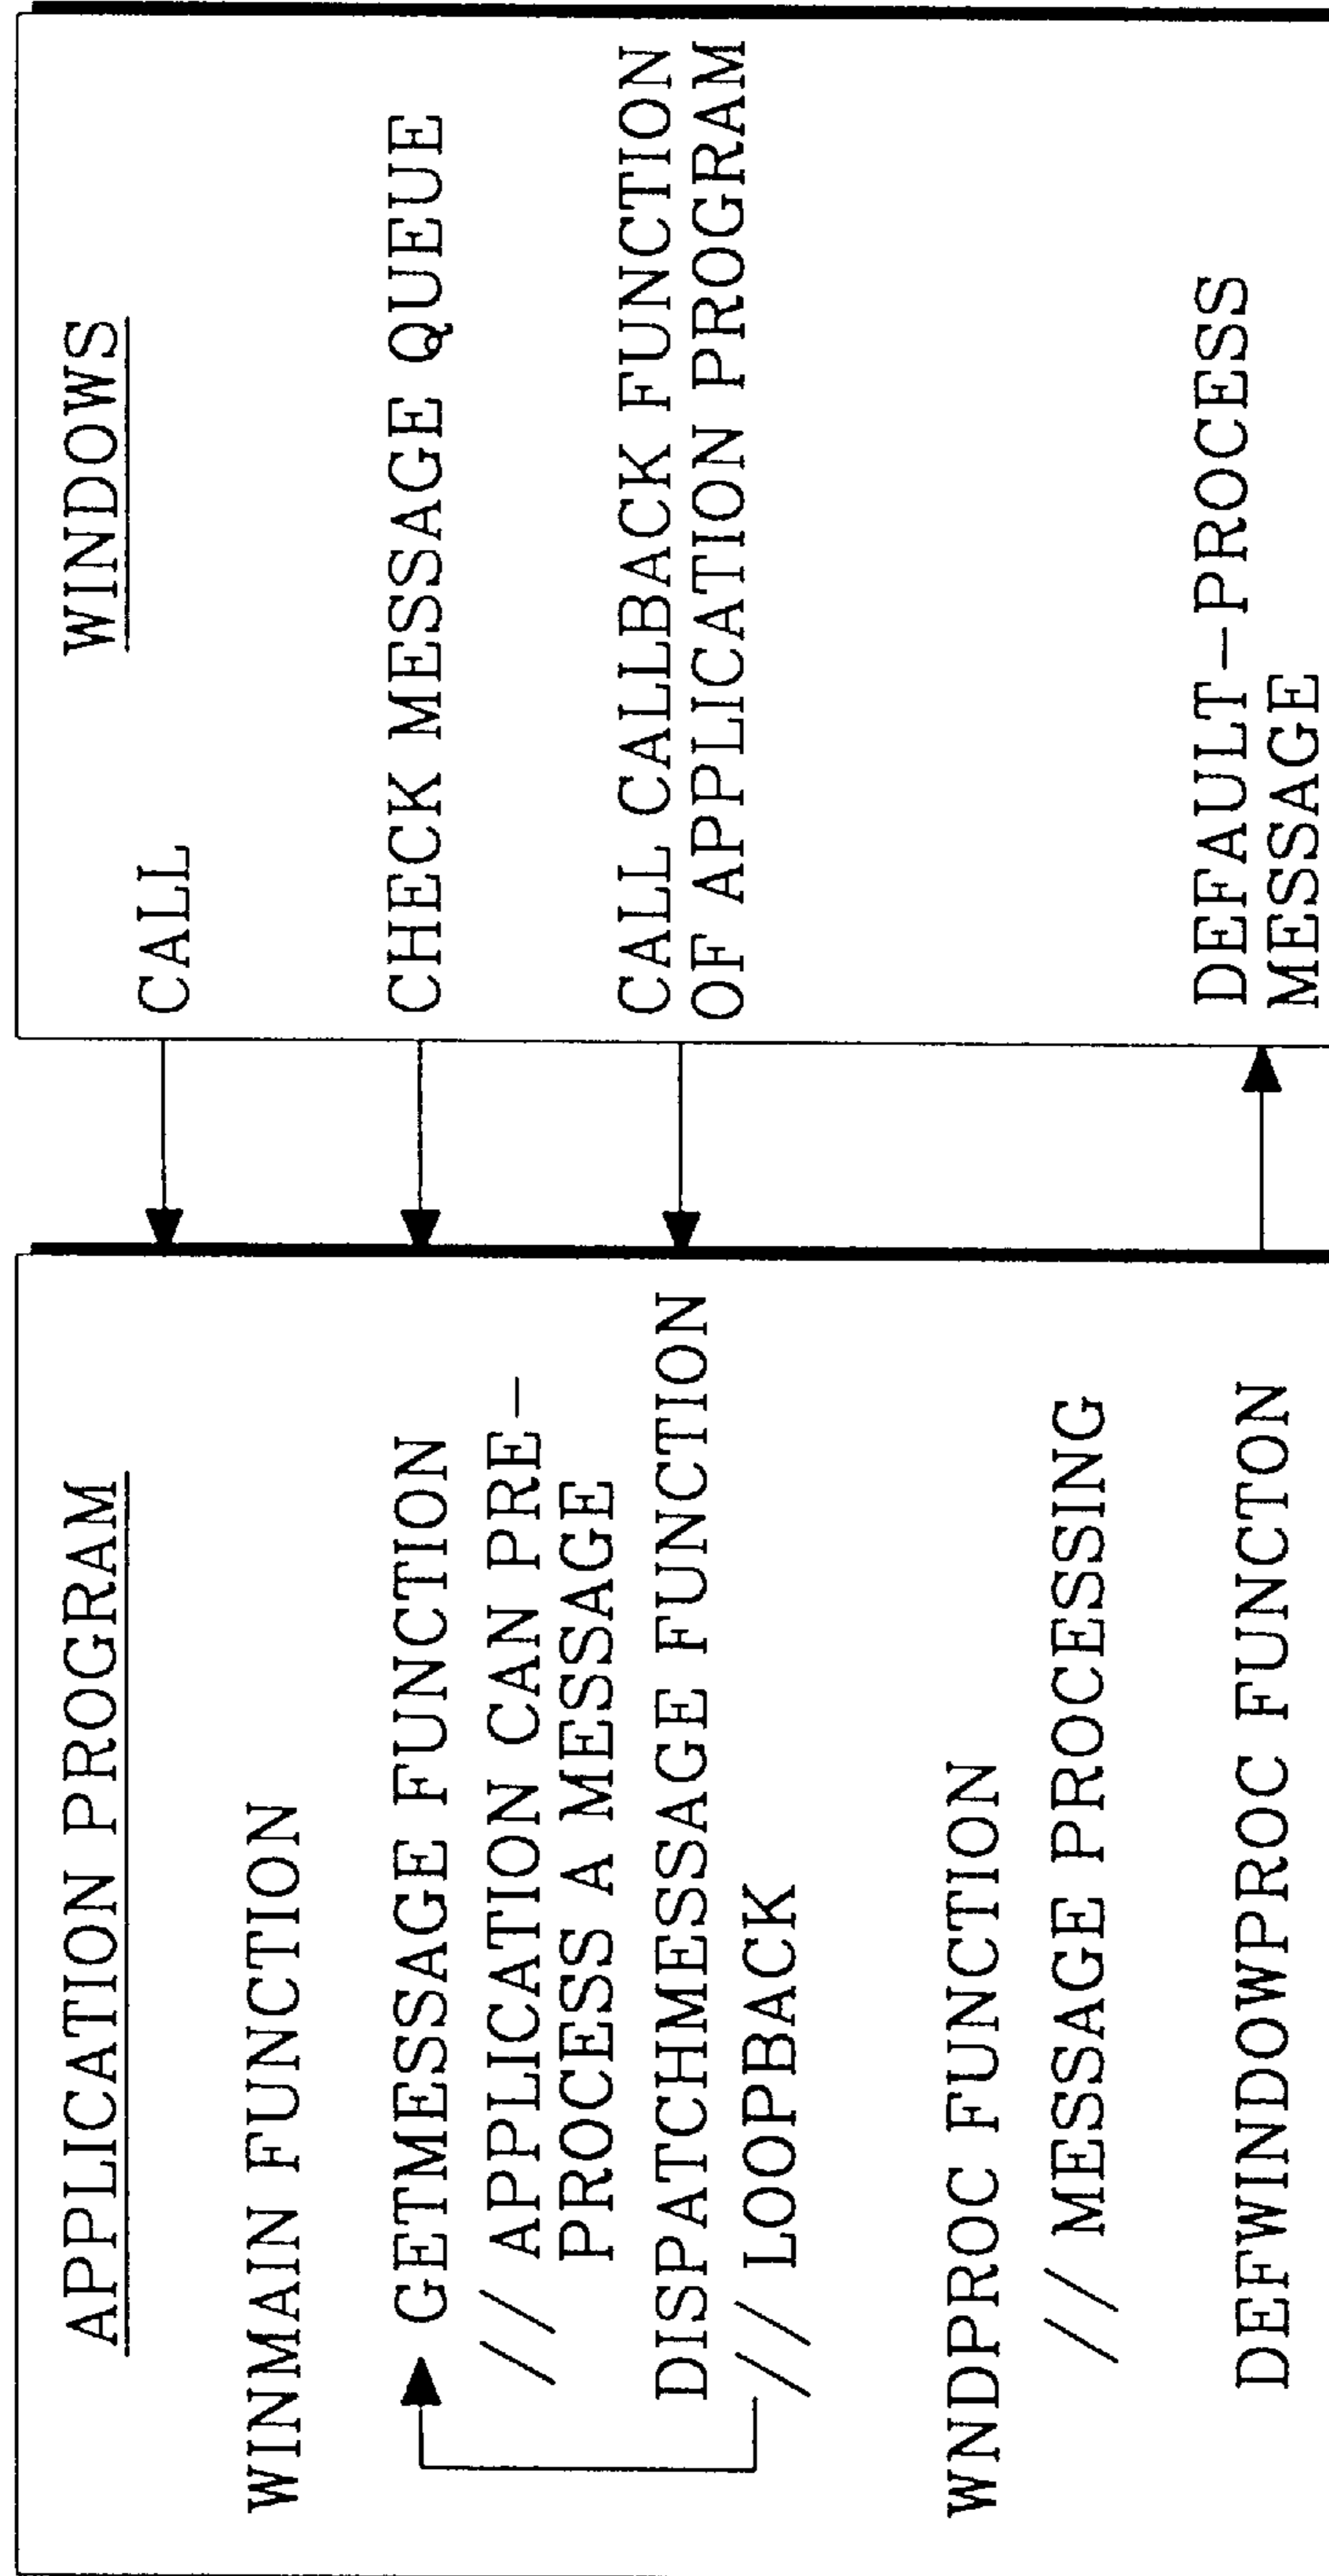 APPLICATION PROGRAM
WINMAIN FUNCTION
GETMESSAGE FUNCTION
// APPLICATION CAN PRE-
PROCESS A MESSAGE
DISPATCHMESSAGE FUNCTION
// LOOPBACK
WNDPROC FUNCTION
// MESSAGE PROCESSING
DEFWINDOWPROC FUNCTON
WINDOWS
CALL
CHECK MESSAGE QUEUE
CALL CALLBACK FUNCTION
OF APPLICATION PROGRAM
DEFAULT-PROCESS
MESSAGE